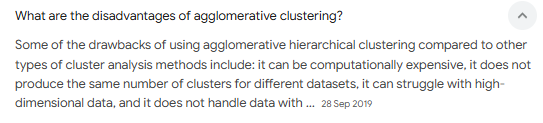 What are the disadvantages of agglomerative clustering?
Some of the drawbacks of using agglomerative hierarchical clustering compared to other
types of cluster analysis methods include: it can be computationally expensive, it does not
produce the same number of clusters for different datasets, it can struggle with high-
dimensional data, and it does not handle data with ... 28 Sep 2019